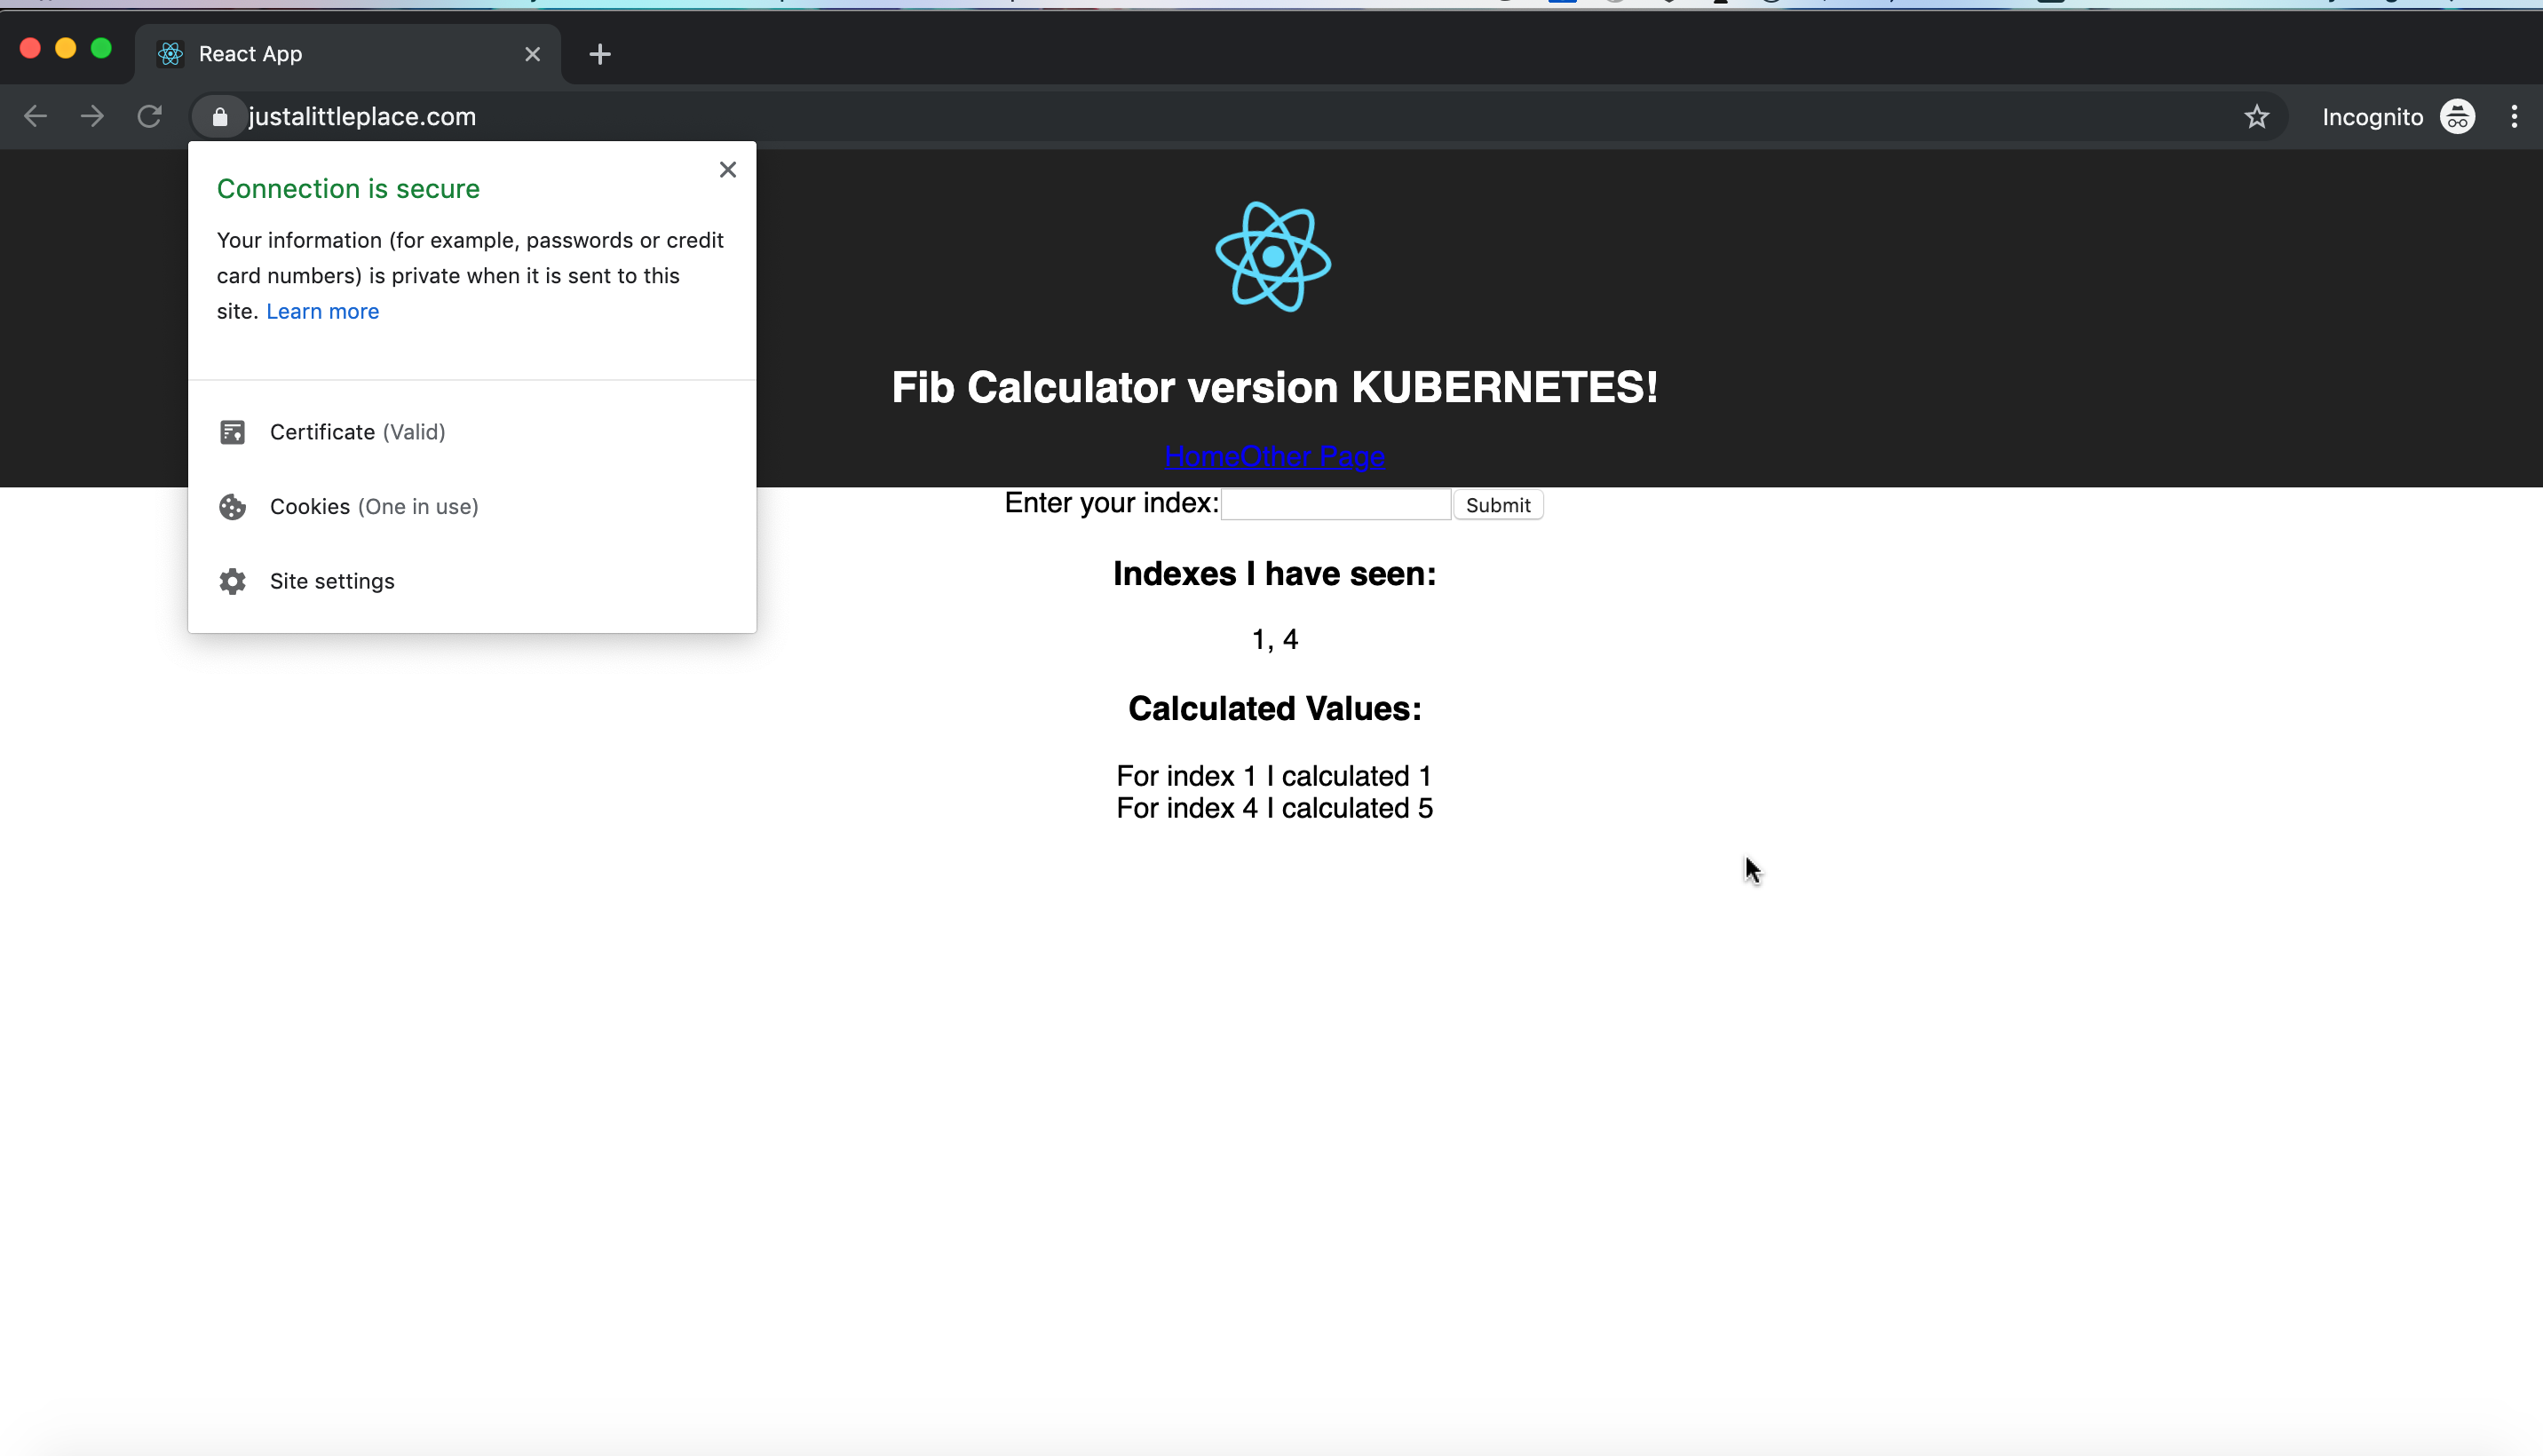 React App
justalittleplace.com
Incognito
Connection is secure
Your information (for example, passwords or credit
card numbers) is private when it is sent to this
site. Learn more
Certificate (Valid)
Cookies (One in use)
Site settings
Fib Calculator version KUBERNETES!
HomeOther Page
Enter your index:
Submit
Indexes I have seen:
1, 4
Calculated Values:
For index 1 I calculated 1
For index 4 I calculated 5